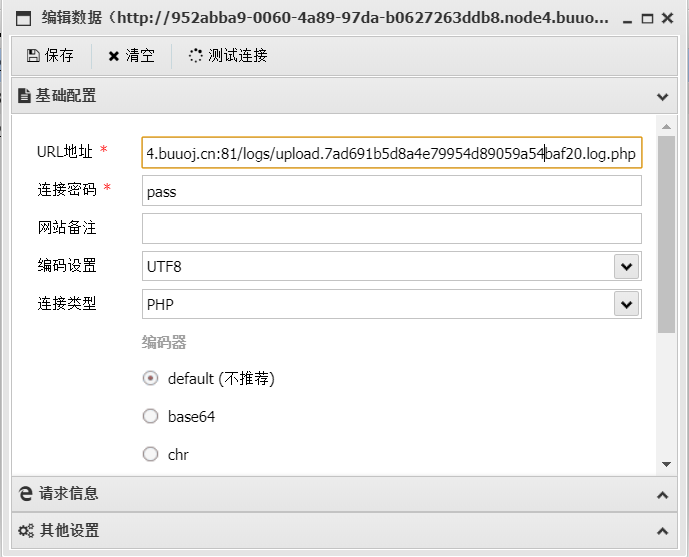 编辑数据（http://952abba9-0060-4a89-97da-b0627263ddb8.node4.buuo...
保存 清空 测试连接
基础配置
URL地址 * 4.buuoj.cn:81/logs/upload.7ad691b5d8a4e79954d89059a54baf20.log.php
连接密码 * pass
网站备注
编码设置 UTF8
连接类型 PHP
编码器
default (不推荐)
base64
chr
请求信息
其他设置